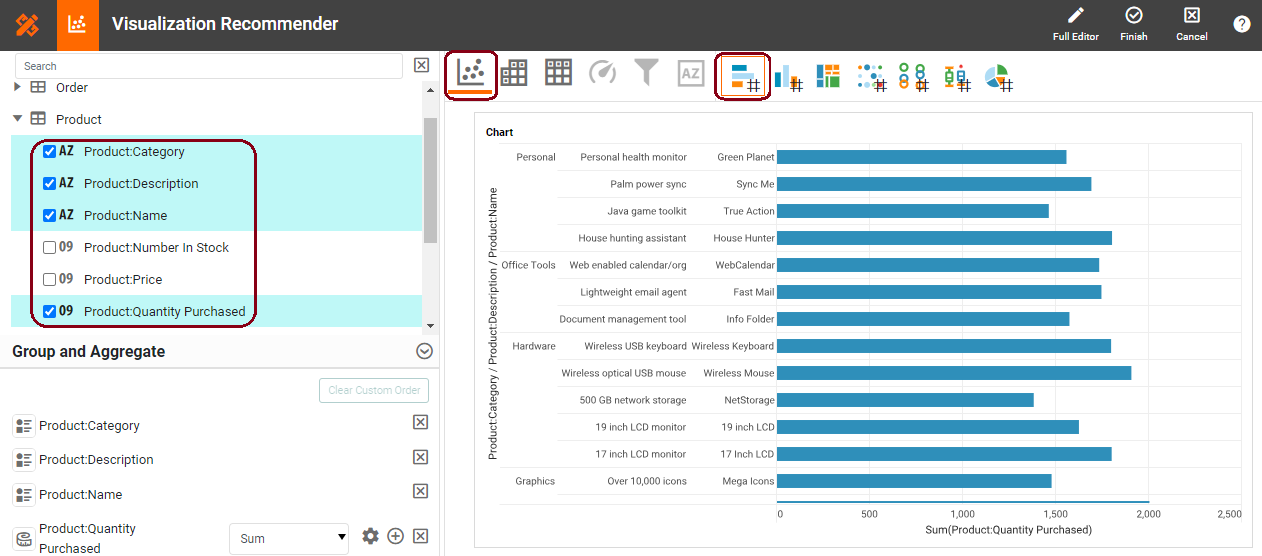 Visualization Recommender
Full Editor
Finish
Cancel
?
Search
Order
Product
AZ Product:Category
AZ Product:Description
AZ Product:Name
09 Product:Number In Stock
09 Product:Price
09 Product:Quantity Purchased
Group and Aggregate
Clear Custom Order
Product:Category
Product:Description
Product:Name
Product:Quantity
Purchased
Sum
AZ
Chart
Product:Category / Product:Description / Product:Name
Personal Personal health monitor Green Planet
Palm power sync Sync Me
Java game toolkit True Action
House hunting assistant House Hunter
Office Tools Web enabled calendar/org WebCalendar
Lightweight email agent Fast Mail
Document management tool Info Folder
Hardware Wireless USB keyboard Wireless Keyboard
Wireless optical USB mouse Wireless Mouse
500 GB network storage NetStorage
19 inch LCD monitor 19 inch LCD
17 inch LCD monitor 17 Inch LCD
Graphics Over 10,000 icons Mega Icons
0 500 1,000 1,500 2,000 2,500
Sum(Product:Quantity Purchased)